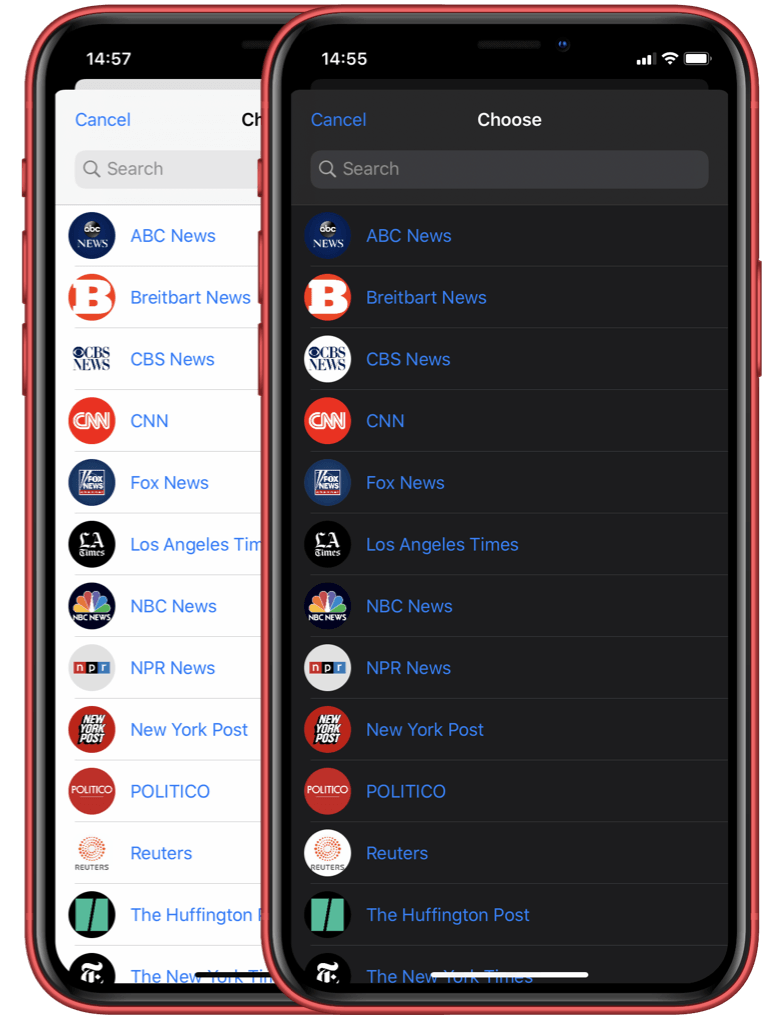 14:57
Cancel
Ch
Search
abc
NEWS
ABC News
B
Breitbart News
CBS
NEWS
CBS News
CNN
CNN
FOX
NEWS
channel
Fox News
LA
Times
Los Angeles Tim
NBC NEWS
NBC News
npr
NPR News
NEW
YORK
POST
New York Post
POLITICO
POLITICO
REUTERS
Reuters
The Huffington P
T
The New York Tim
14:55
Cancel
Choose
Search
abc
NEWS
ABC News
B
Breitbart News
CBS
NEWS
CBS News
CNN
CNN
FOX
NEWS
channel
Fox News
LA
Times
Los Angeles Times
NBC NEWS
NBC News
npr
NPR News
NEW
YORK
POST
New York Post
POLITICO
POLITICO
REUTERS
Reuters
The Huffington Post
T
The New York Times